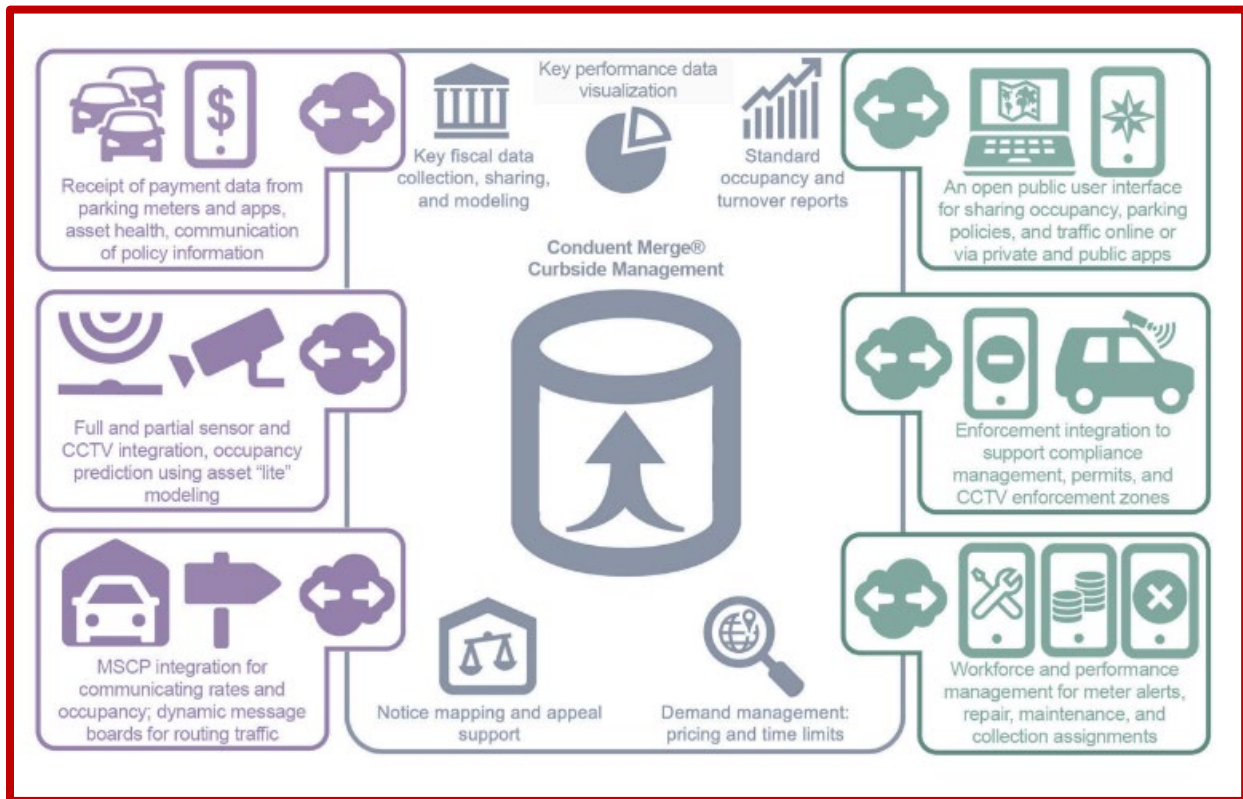 Receipt of payment data from
parking meters and apps,
asset health, communication
of policy information
$
Key fiscal data
collection, sharing,
and modeling
Key performance data
visualization
Standard
occupancy and
turnover reports
An open public user interface
for sharing occupancy, parking
policies, and traffic online or
via private and public apps
Conduent Merge®
Curbside Management
Full and partial sensor and
CCTV integration, occupancy
prediction using asset “lite”
modeling
Enforcement integration to
support compliance
management, permits, and
CCTV enforcement zones
MSCP integration for
communicating rates and
occupancy; dynamic message
boards for routing traffic
Notice mapping and appeal
support
Demand management:
pricing and time limits
Workforce and performance
management for meter alerts,
repair, maintenance, and
collection assignments